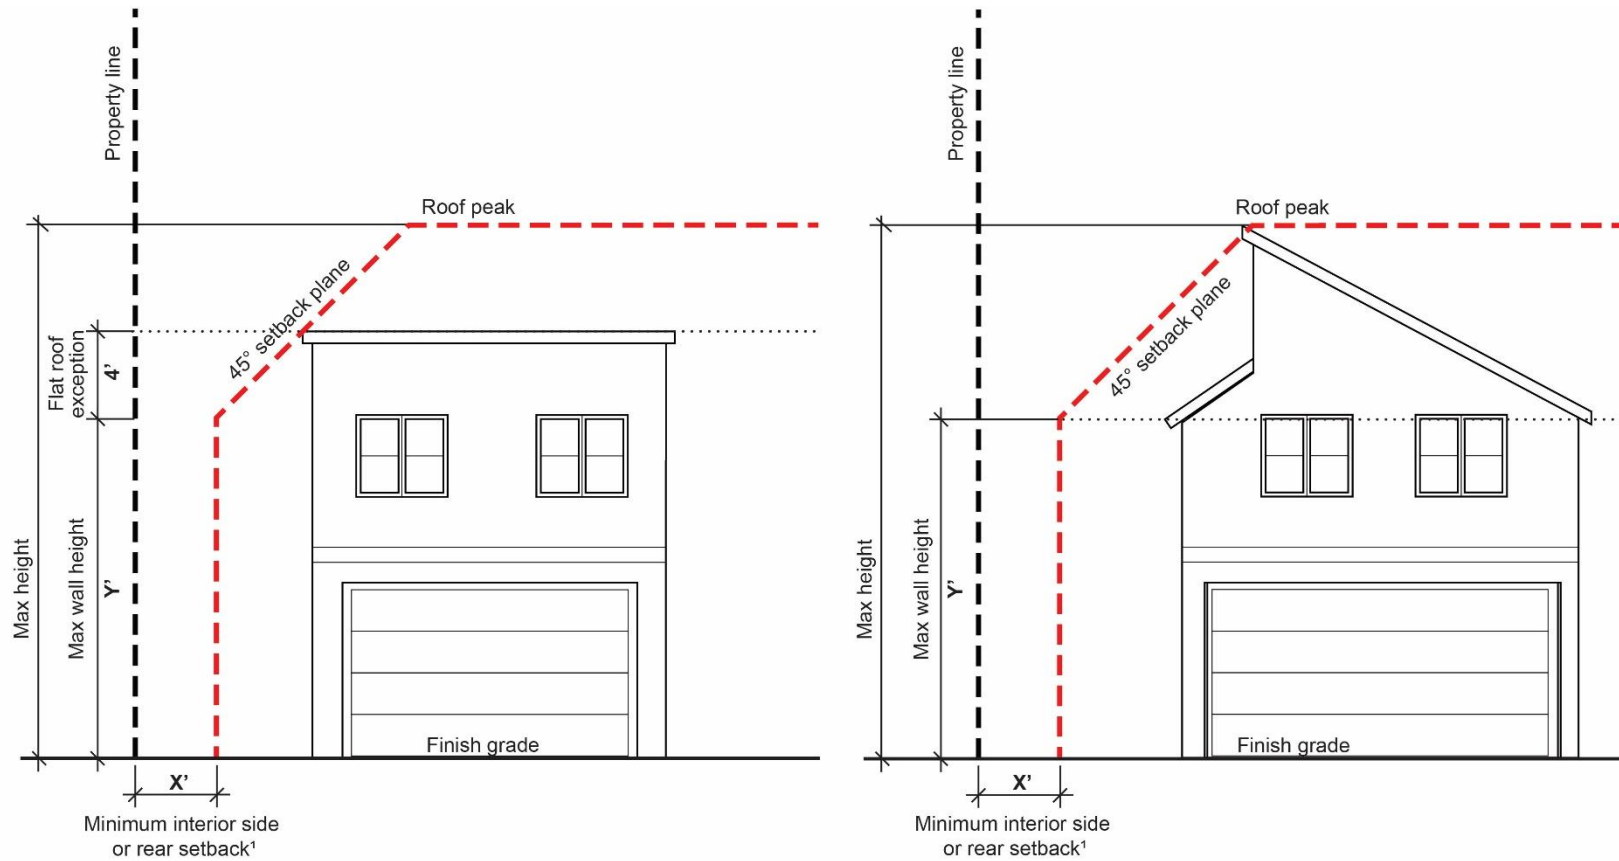 Property line
Roof peak
45° setback plane
Flat roof
exception
4'
Max height
Max wall height
Y'
Finish grade
X'
Minimum interior side
or rear setback¹
Property line
Roof peak
45° setback plane
Max height
Max wall height
Y'
Finish grade
X'
Minimum interior side
or rear setback¹